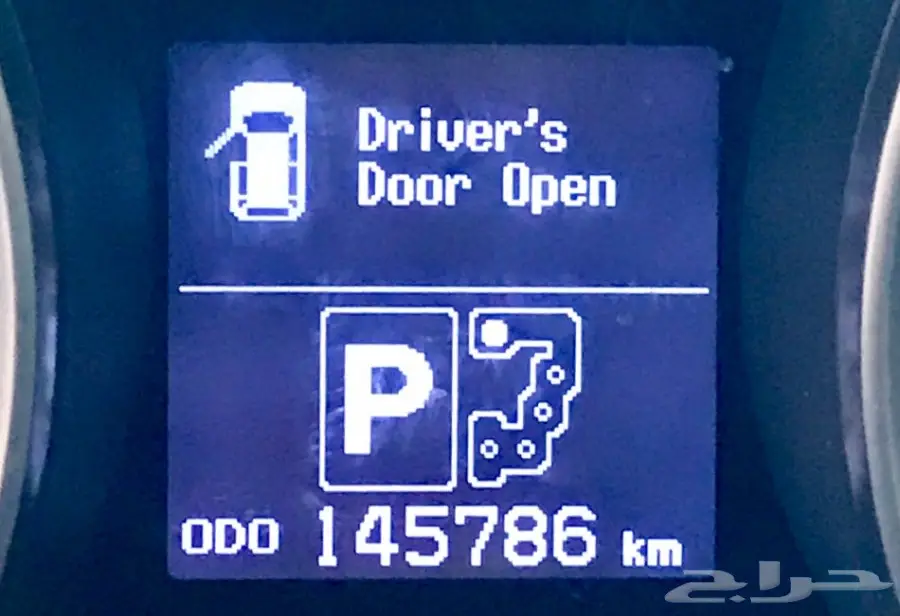 Driver's
Door Open
P
ODO 145786 km
حراج